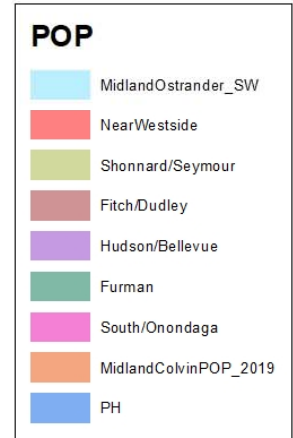 POP
MidlandOstrander_SW
NearWestside
Shonnard/Seymour
Fitch/Dudley
Hudson/Bellevue
Furman
South/Onondaga
MidlandColvinPOP_2019
PH